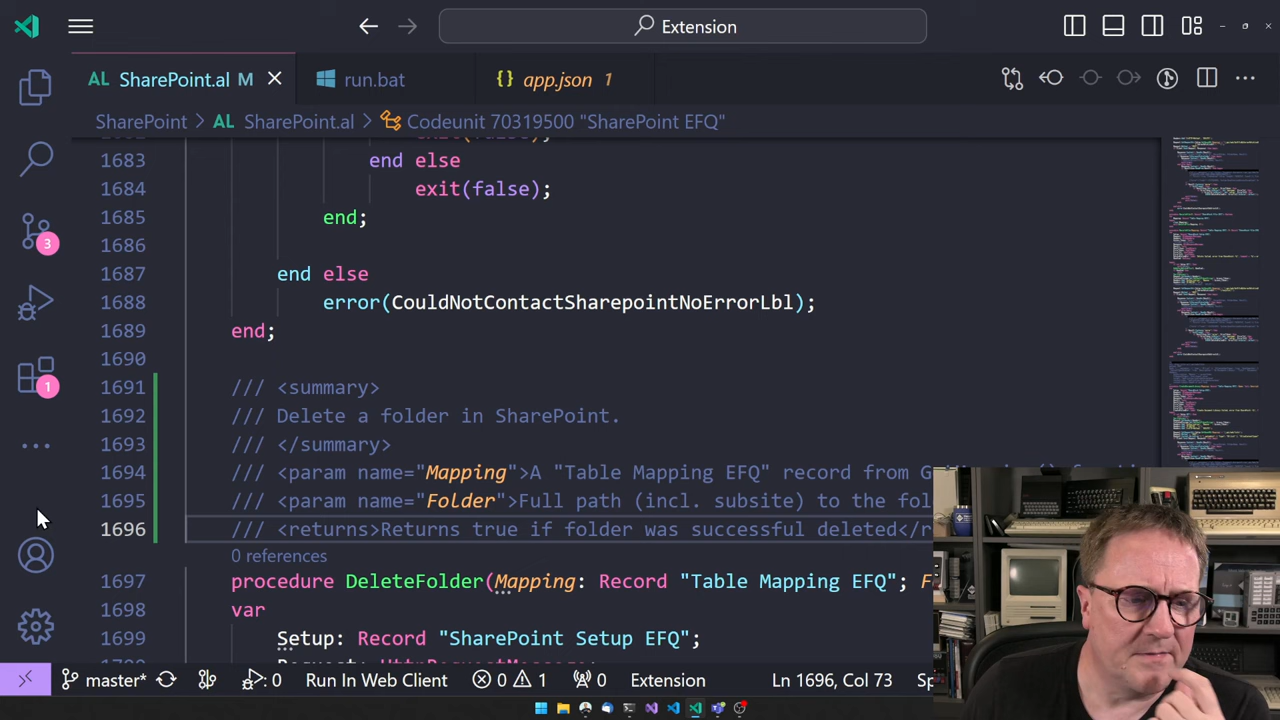 Extension
AL SharePoint.al M
run.bat
{} app.json 1
SharePoint > AL SharePoint.al > Codeunit 70319500 "SharePoint EFQ"
1683 end else
1684 exit(false);
1685 end;
1686
1687 end else
1688 error(CouldNotContactSharepointNoErrorLbl);
1689 end;
1690
1691 /// <summary>
1692 /// Delete a folder in SharePoint.
1693 /// </summary>
1694 /// <param name="Mapping">A "Table Mapping EFQ" record from
1695 /// <param name="Folder">Full path (incl. subsite) to the
1696 /// <returns>Returns true if folder was successful deleted</
0 references
1697 procedure DeleteFolder(Mapping: Record "Table Mapping EFQ";
1698 var
1699 Setup: Record "SharePoint Setup EFQ";
3
1
master* 0 Run In Web Client 0 1 0 Extension Ln 1696, Col 73